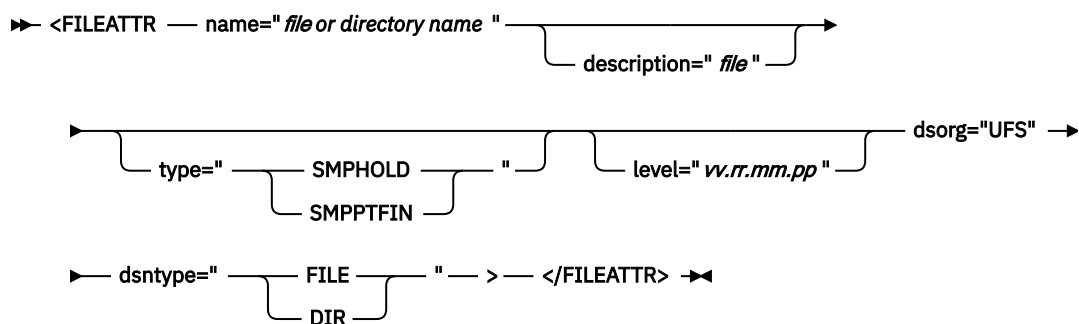 <FILEATTR name=" file or directory name "
description=" file "
dsorg="UFS"
type=" SMPHOLD " level=" vv.rr.mm.pp "
SMPPTFIN
dsntype=" FILE " > </FILEATTR>
DIR